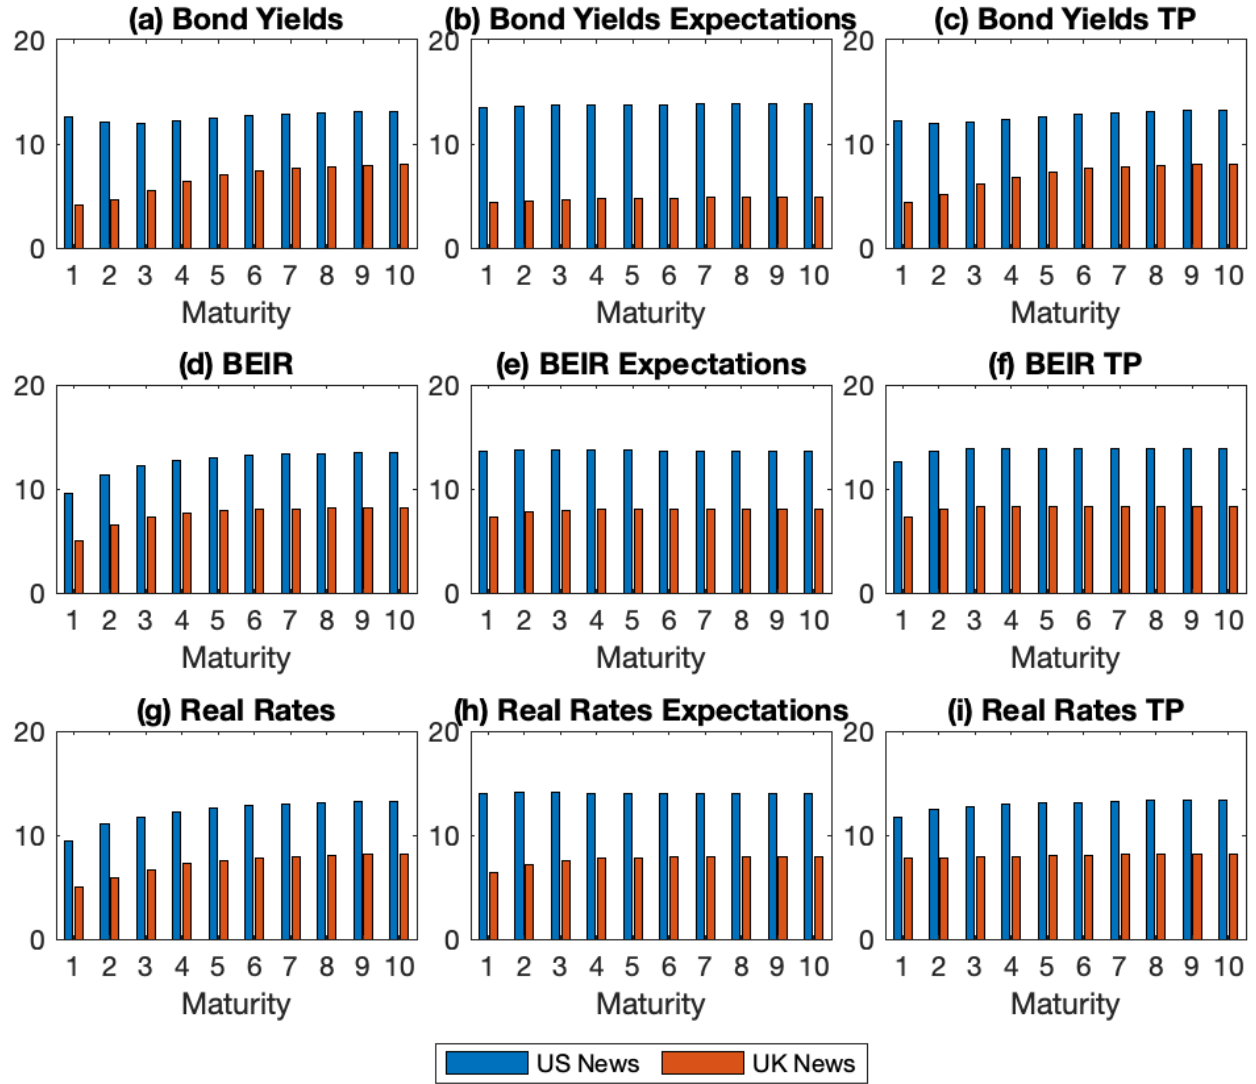 (a) Bond Yields
(b) Bond Yields Expectations
(c) Bond Yields TP
20
10
0
1 2 3 4 5 6 7 8 9 10
Maturity
20
10
0
1 2 3 4 5 6 7 8 9 10
Maturity
20
10
0
1 2 3 4 5 6 7 8 9 10
Maturity
(d) BEIR
(e) BEIR Expectations
(f) BEIR TP
20
10
0
1 2 3 4 5 6 7 8 9 10
Maturity
20
10
0
1 2 3 4 5 6 7 8 9 10
Maturity
20
10
0
1 2 3 4 5 6 7 8 9 10
Maturity
(g) Real Rates
(h) Real Rates Expectations
(i) Real Rates TP
20
10
0
1 2 3 4 5 6 7 8 9 10
Maturity
20
10
0
1 2 3 4 5 6 7 8 9 10
Maturity
20
10
0
1 2 3 4 5 6 7 8 9 10
Maturity
US News
UK News